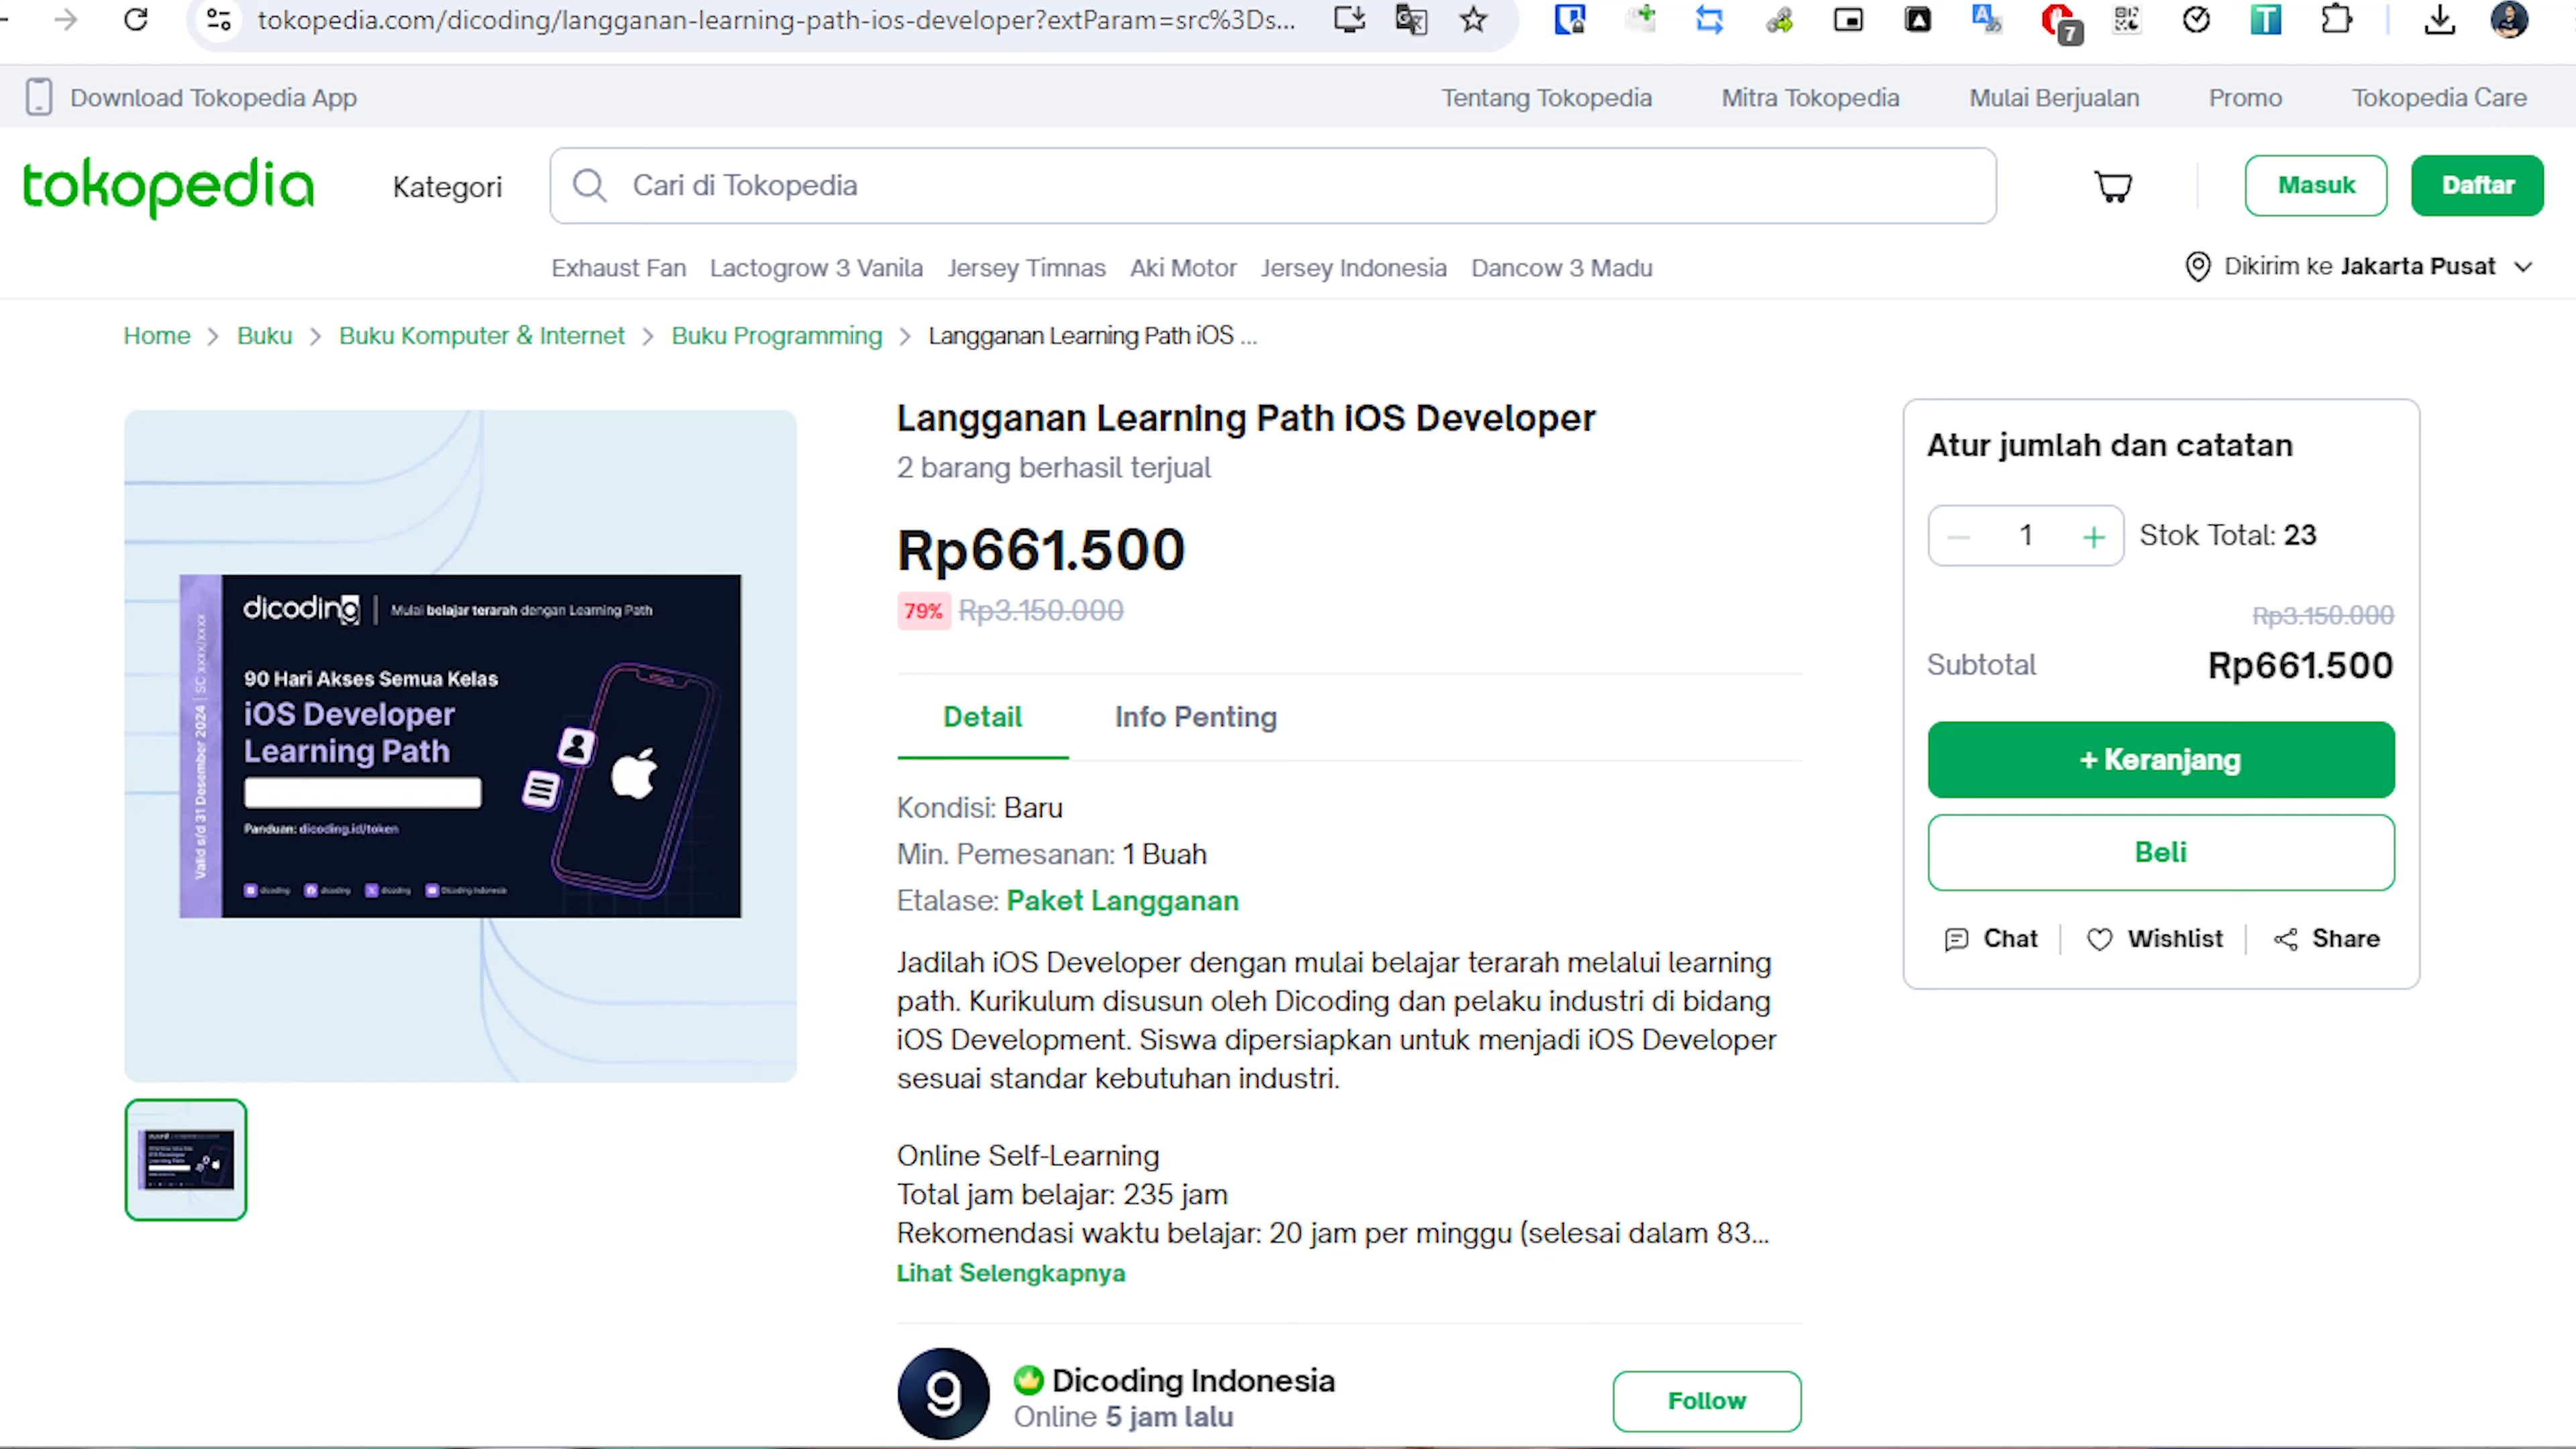 tokopedia.com/dicoding/langganan-learning-path-ios-developer?extParam=src%3Ds...
7
Download Tokopedia App
Tentang Tokopedia
Mitra Tokopedia
Mulai Berjualan
Promo
Tokopedia Care
tokopedia
Kategori
Cari di Tokopedia
Masuk
Daftar
Exhaust Fan
Lactogrow 3 Vanila
Jersey Timnas
Aki Motor
Jersey Indonesia
Dancow 3 Madu
Dikirim ke Jakarta Pusat
Home > Buku > Buku Komputer & Internet > Buku Programming > Langganan Learning Path iOS ...
dicoding | Mulai belajar terarah dengan Learning Path
90 Hari Akses Semua Kelas
iOS Developer
Learning Path
Panduan: dicoding.id/token
dicoding
dicoding
dicoding
Dicoding Indonesia
Valid s/d 31 Desember 2024 | SC xxxx/xxxx
Langganan Learning Path iOS Developer
2 barang berhasil terjual
Rp661.500
79% Rp3.150.000
Detail
Info Penting
Kondisi: Baru
Min. Pemesanan: 1 Buah
Etalase: Paket Langganan
Jadilah iOS Developer dengan mulai belajar terarah melalui learning
path. Kurikulum disusun oleh Dicoding dan pelaku industri di bidang
iOS Development. Siswa dipersiapkan untuk menjadi iOS Developer
sesuai standar kebutuhan industri.
Online Self-Learning
Total jam belajar: 235 jam
Rekomendasi waktu belajar: 20 jam per minggu (selesai dalam 83...
Lihat Selengkapnya
Dicoding Indonesia
Online 5 jam lalu
Follow
Atur jumlah dan catatan
1
Stok Total: 23
Rp3.150.000
Subtotal
Rp661.500
+ Keranjang
Beli
Chat
Wishlist
Share